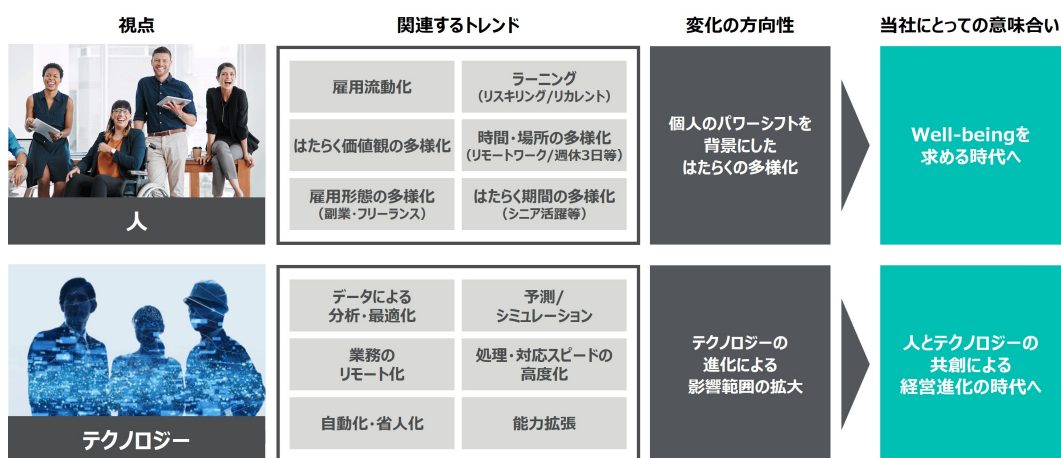 視点
関連するトレンド
変化の方向性
当社にとっての意味合い
人
雇用流動化
ラーニング
(リスキリング/リカレント)
はたらく価値観の多様化
時間・場所の多様化
(リモートワーク/週休3日等)
雇用形態の多様化
(副業・フリーランス)
はたらく期間の多様化
(シニア活躍等)
個人のパワーシフトを
背景にした
はたらくの多様化
Well-beingを
求める時代へ
テクノロジー
データによる
分析・最適化
予測/
シミュレーション
業務の
リモート化
処理・対応スピードの
高度化
自動化・省人化
能力拡張
テクノロジーの
進化による
影響範囲の拡大
人とテクノロジーの
共創による
経営進化の時代へ